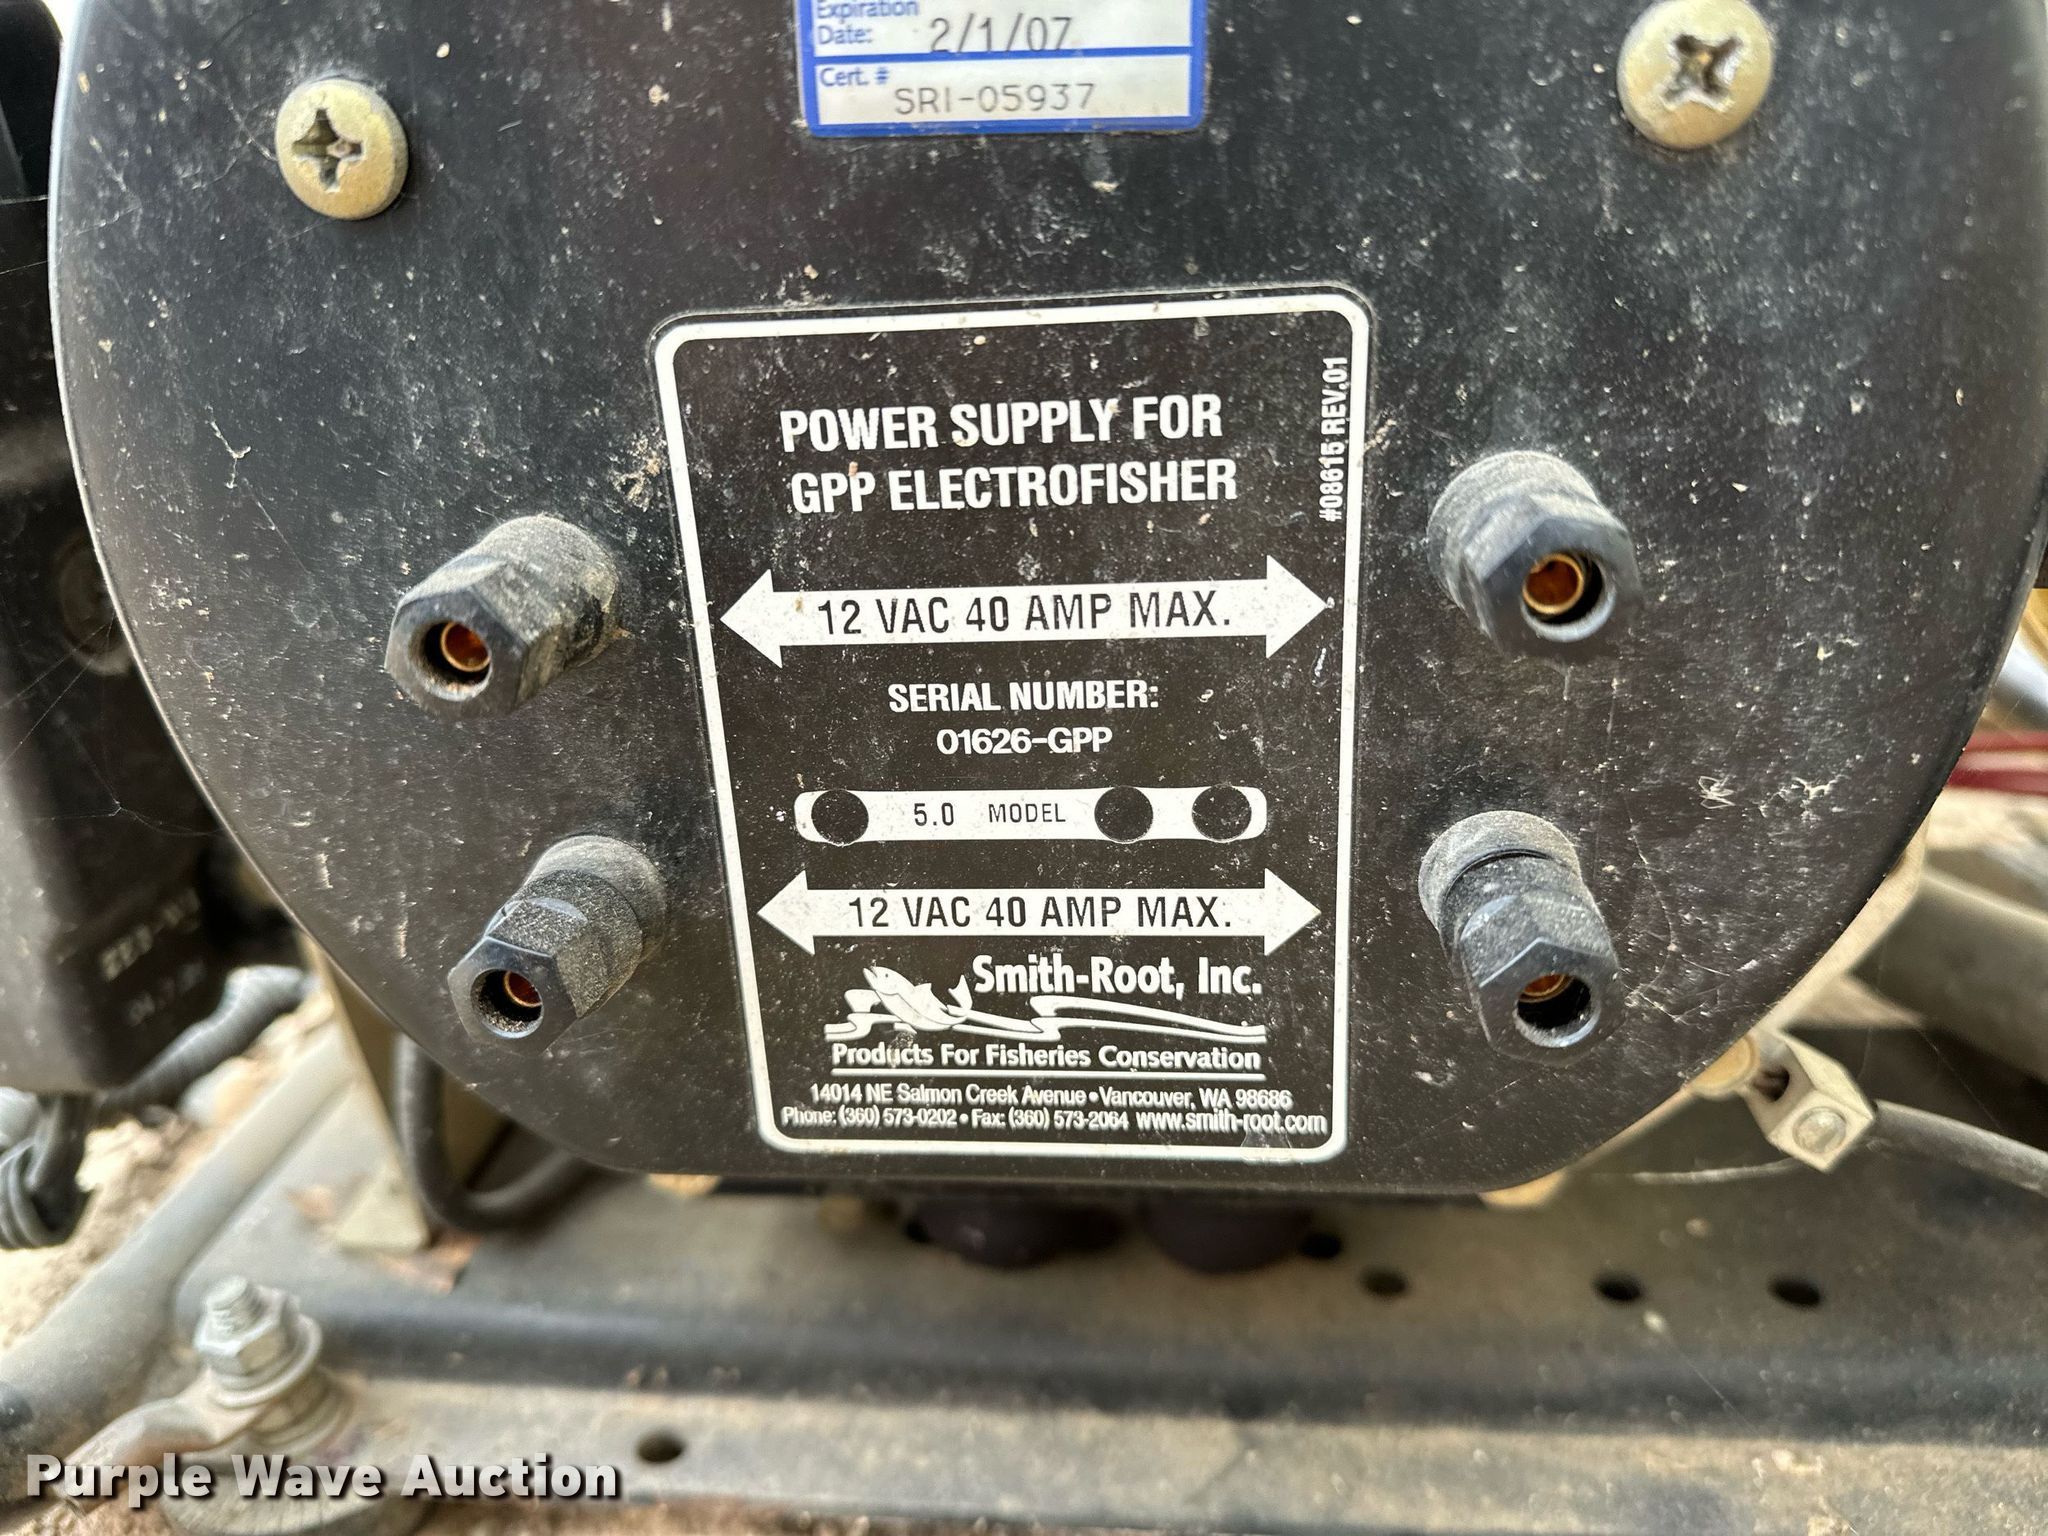 Expiration
Date: 2/1/07
Cert. # SRI-05937
#08615 REV.01
POWER SUPPLY FOR
GPP ELECTROFISHER
12 VAC 40 AMP MAX.
SERIAL NUMBER:
01626-GPP
5.0 MODEL
12 VAC 40 AMP MAX.
Smith-Root, Inc.
Products For Fisheries Conservation
14014 NE Salmon Creek Avenue • Vancouver, WA 98686
Phone: (360) 573-0202 • Fax: (360) 573-2064 www.smith-root.com
Purple Wave Auction